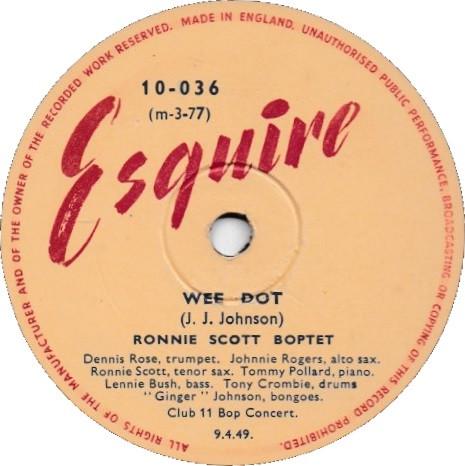 ALL RIGHTS OF THE MANUFACTURER AND OF THE OWNER OF THE RECORDED WORK RESERVED. MADE IN ENGLAND. UNAUTHORISED PUBLIC PERFORMANCE, BROADCASTING OR COPYING OF THIS RECORD PROHIBITED.
10-036
(m-3-77)
Esquire
WEE DOT
(J. J. Johnson)
RONNIE SCOTT BOPTET
Dennis Rose, trumpet. Johnnie Rogers, alto sax.
Ronnie Scott, tenor sax. Tommy Pollard, piano.
Lennie Bush, bass. Tony Crombie, drums
"Ginger" Johnson, bongoes.
Club 11 Bop Concert.
9.4.49.